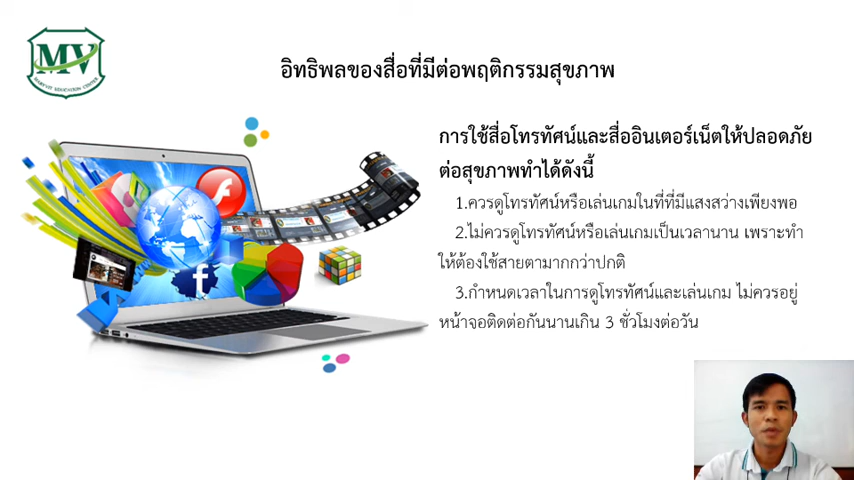 MV
MARYVIT EDUCATION CENTER
อิทธิพลของสื่อที่มีต่อพฤติกรรมสุขภาพ
การใช้สื่อโทรทัศน์และสื่ออินเตอร์เน็ตให้ปลอดภัย
ต่อสุขภาพทำได้ดังนี้
1.ควรดูโทรทัศน์หรือเล่นเกมในที่ที่มีแสงสว่างเพียงพอ
2.ไม่ควรดูโทรทัศน์หรือเล่นเกมเป็นเวลานาน เพราะทำ
ให้ต้องใช้สายตามากกว่าปกติ
3.กำหนดเวลาในการดูโทรทัศน์และเล่นเกม ไม่ควรอยู่
หน้าจอติดต่อกันนานเกิน 3 ชั่วโมงต่อวัน